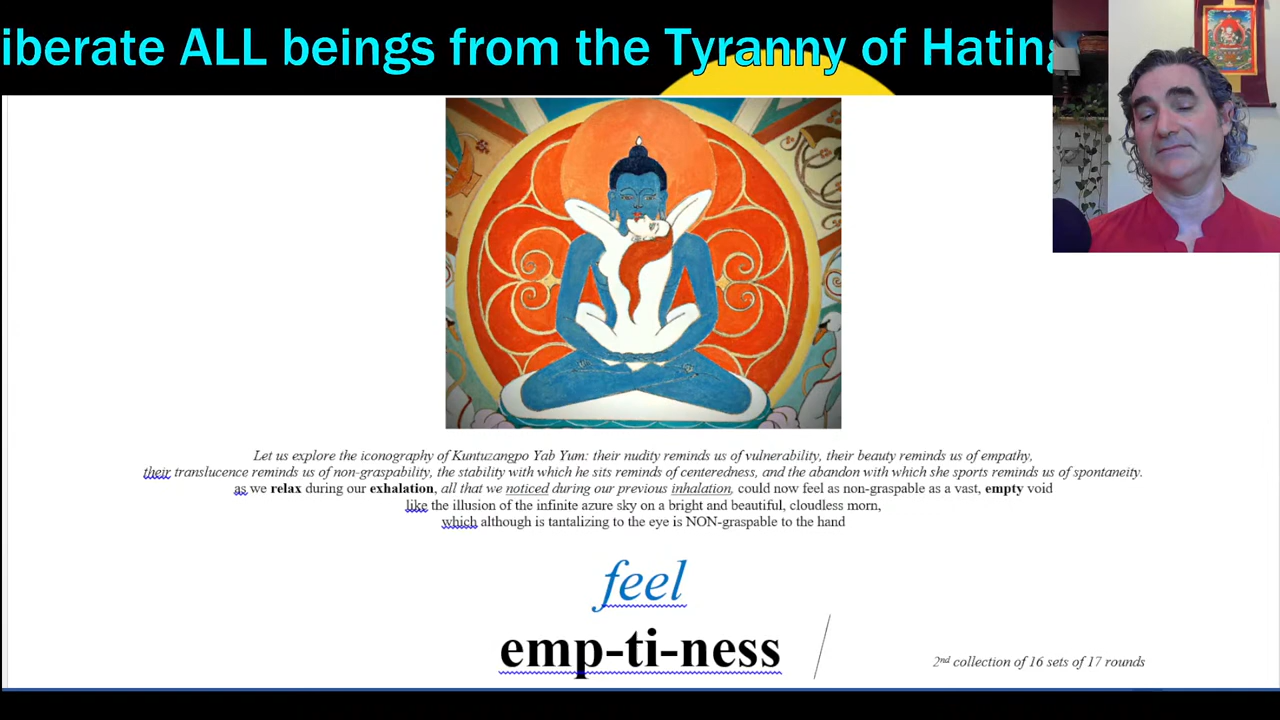 iberate ALL beings from the Tyranny of Hating
Let us explore the iconography of Kuntuzangpo Yab Yum: their nudity reminds us of vulnerability, their beauty reminds us of empathy,
their translucence reminds us of non-graspability, the stability with which he sits reminds of centeredness, and the abandon with which she sports reminds us of spontaneity.
as we relax during our exhalation, all that we noticed during our previous inhalation, could now feel as non-graspable as a vast, empty void
like the illusion of the infinite azure sky on a bright and beautiful, cloudless morn,
which although is tantalizing to the eye is NON-graspable to the hand
feel
emp-ti-ness /
2nd collection of 16 sets of 17 rounds